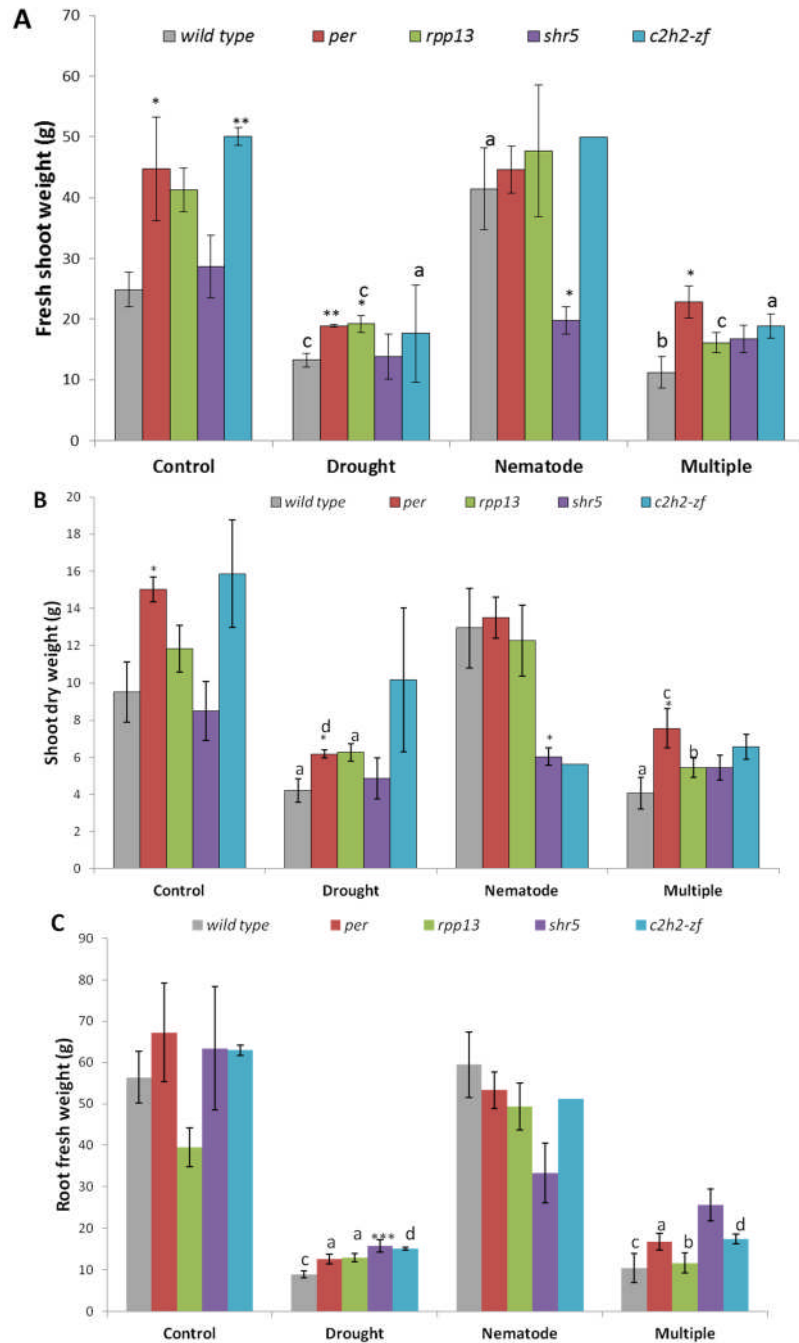 A
wild type per rpp13 shr5 c2h2-zf
Fresh shoot weight (g)
70
60
50
40
30
20
10
0
* **
c ** c * a
a *
b * c a
Control Drought Nematode Multiple
B
wild type per rpp13 shr5 c2h2-zf
Shoot dry weight (g)
20
18
16
14
12
10
8
6
4
2
0
*
a d * a
*
a c * b
Control Drought Nematode Multiple
C
wild type per rpp13 shr5 c2h2-zf
Root fresh weight (g)
90
80
70
60
50
40
30
20
10
0
c a a *** d
c a b d
Control Drought Nematode Multiple